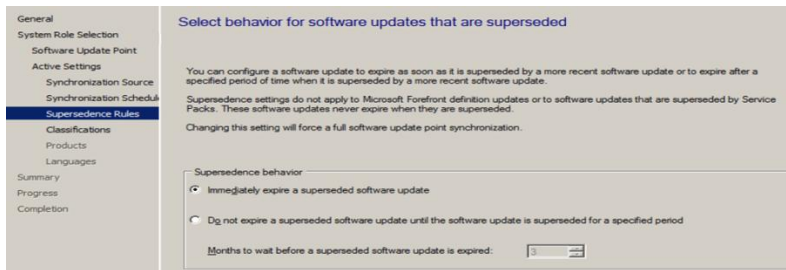 General
System Role Selection
Software Update Point
Active Settings
Synchronization Source
Synchronization Schedul
Supersedence Rules
Classifications
Products
Languages
Summary
Progress
Completion
Select behavior for software updates that are superseded
You can configure a software update to expire as soon as it is superseded by a more recent software update or to expire after a
specified period of time when it is superseded by a more recent software update.
Supersedence settings do not apply to Microsoft Forefront definition updates or to software updates that are superseded by Service
Packs. These software updates never expire when they are superseded.
Changing this setting will force a full software update point synchronization.
Supersedence behavior
Immediately expire a superseded software update
Do not expire a superseded software update until the software update is superseded for a specified period
Months to wait before a superseded software update is expired: 3